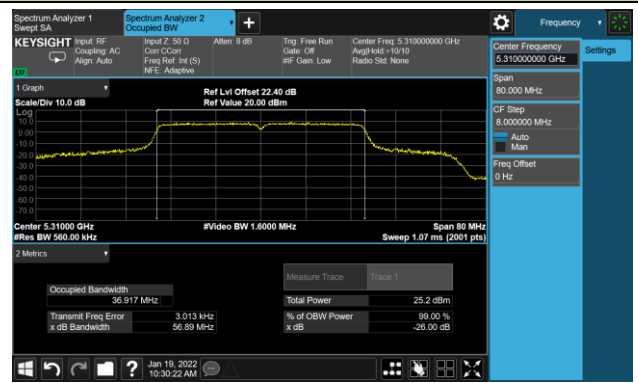 Spectrum Analyzer 1
Swept SA
Spectrum Analyzer 2
Occupied BW
+
Frequency
KEYSIGHT
Input: RF
Coupling: AC
Align: Auto
Input Z: 50 Ω
Corr CCorr
Freq Ref: Int (S)
NFE: Adaptive
Atten: 8 dB
Trig: Free Run
Gate: Off
#IF Gain: Low
Center Freq: 5.310000000 GHz
Avg|Hold:>10/10
Radio Std: None
Center Frequency
5.310000000 GHz
Settings
Span
80.000 MHz
CF Step
8.000000 MHz
Auto
Man
Freq Offset
0 Hz
1 Graph
Scale/Div 10.0 dB
Ref Lvl Offset 22.40 dB
Ref Value 20.00 dBm
Log
10.0
0.00
-10.0
-20.0
-30.0
-40.0
-50.0
-60.0
-70.0
Center 5.31000 GHz
#Res BW 560.00 kHz
#Video BW 1.6000 MHz
Span 80 MHz
Sweep 1.07 ms (2001 pts)
2 Metrics
Measure Trace
Trace 1
Occupied Bandwidth
36.917 MHz
Total Power
25.2 dBm
Transmit Freq Error
3.013 kHz
% of OBW Power
99.00 %
x dB Bandwidth
56.89 MHz
x dB
-26.00 dB
?
Jan 19, 2022
10:30:22 AM